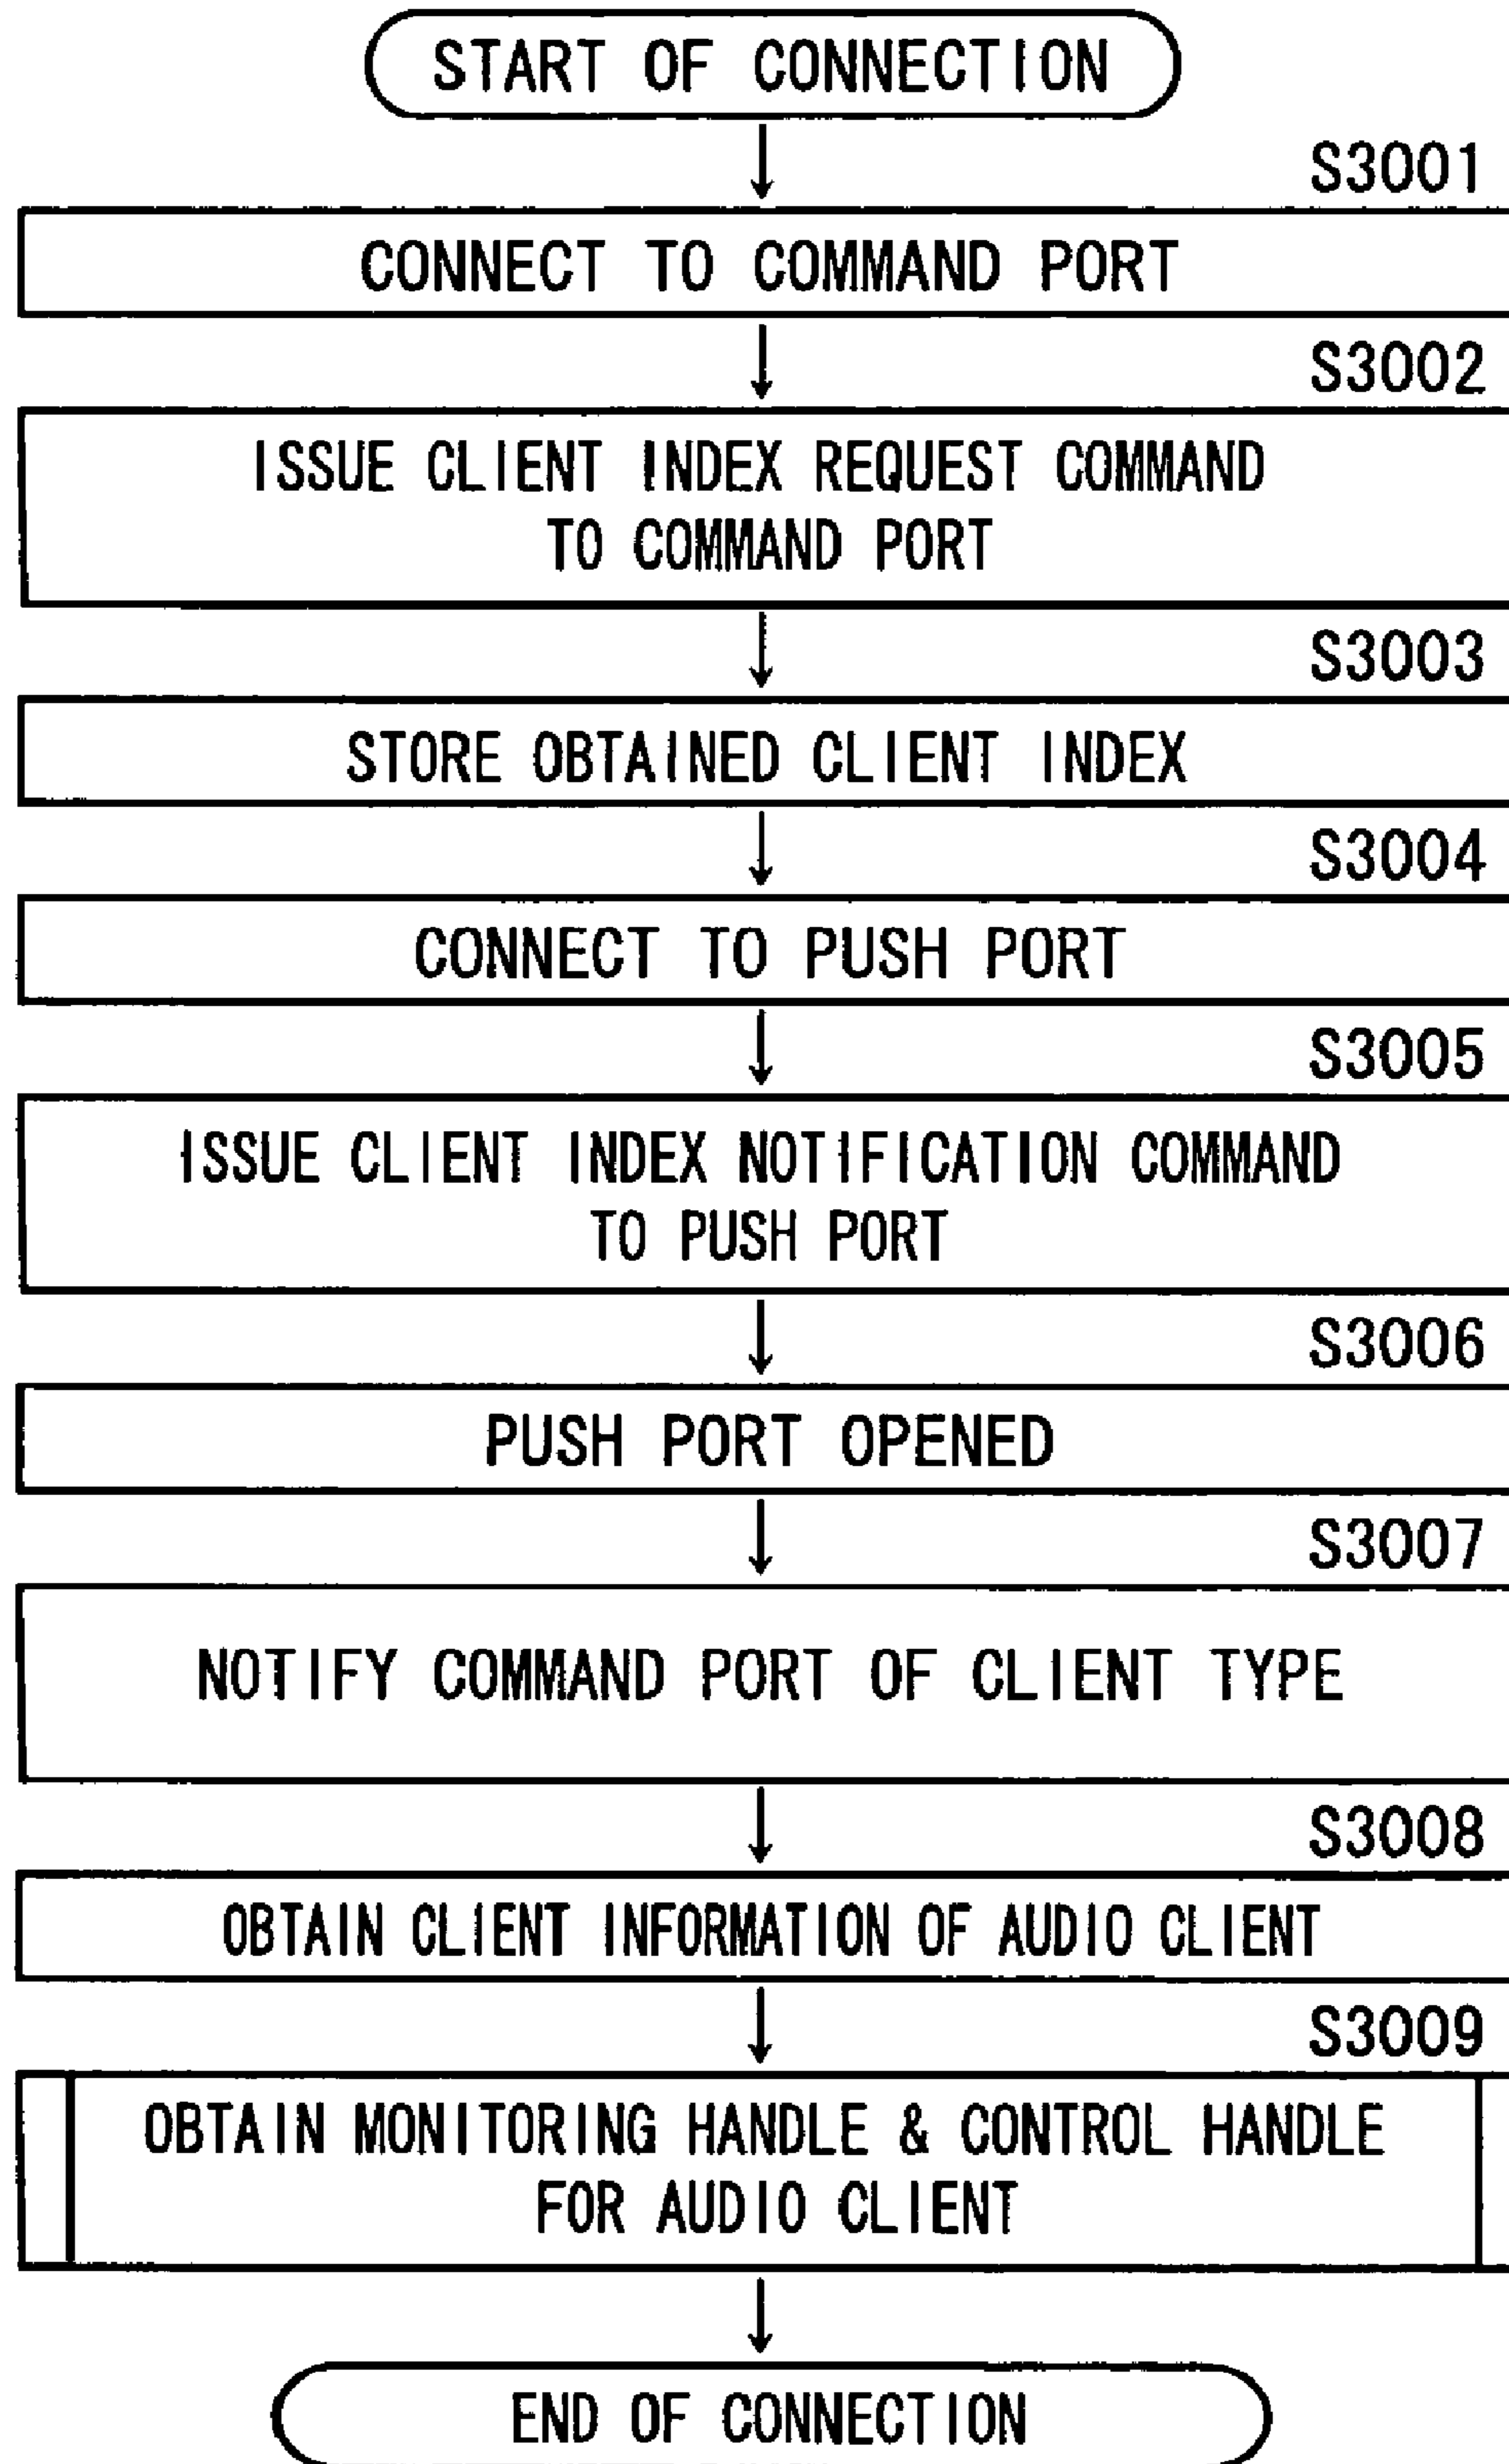 START OF CONNECTION
S3001
CONNECT TO COMMAND PORT
S3002
ISSUE CLIENT INDEX REQUEST COMMAND
TO COMMAND PORT
S3003
STORE OBTAINED CLIENT INDEX
S3004
CONNECT TO PUSH PORT
S3005
ISSUE CLIENT INDEX NOTIFICATION COMMAND
TO PUSH PORT
S3006
PUSH PORT OPENED
S3007
NOTIFY COMMAND PORT OF CLIENT TYPE
S3008
OBTAIN CLIENT INFORMATION OF AUDIO CLIENT
S3009
OBTAIN MONITORING HANDLE & CONTROL HANDLE
FOR AUDIO CLIENT
END OF CONNECTION